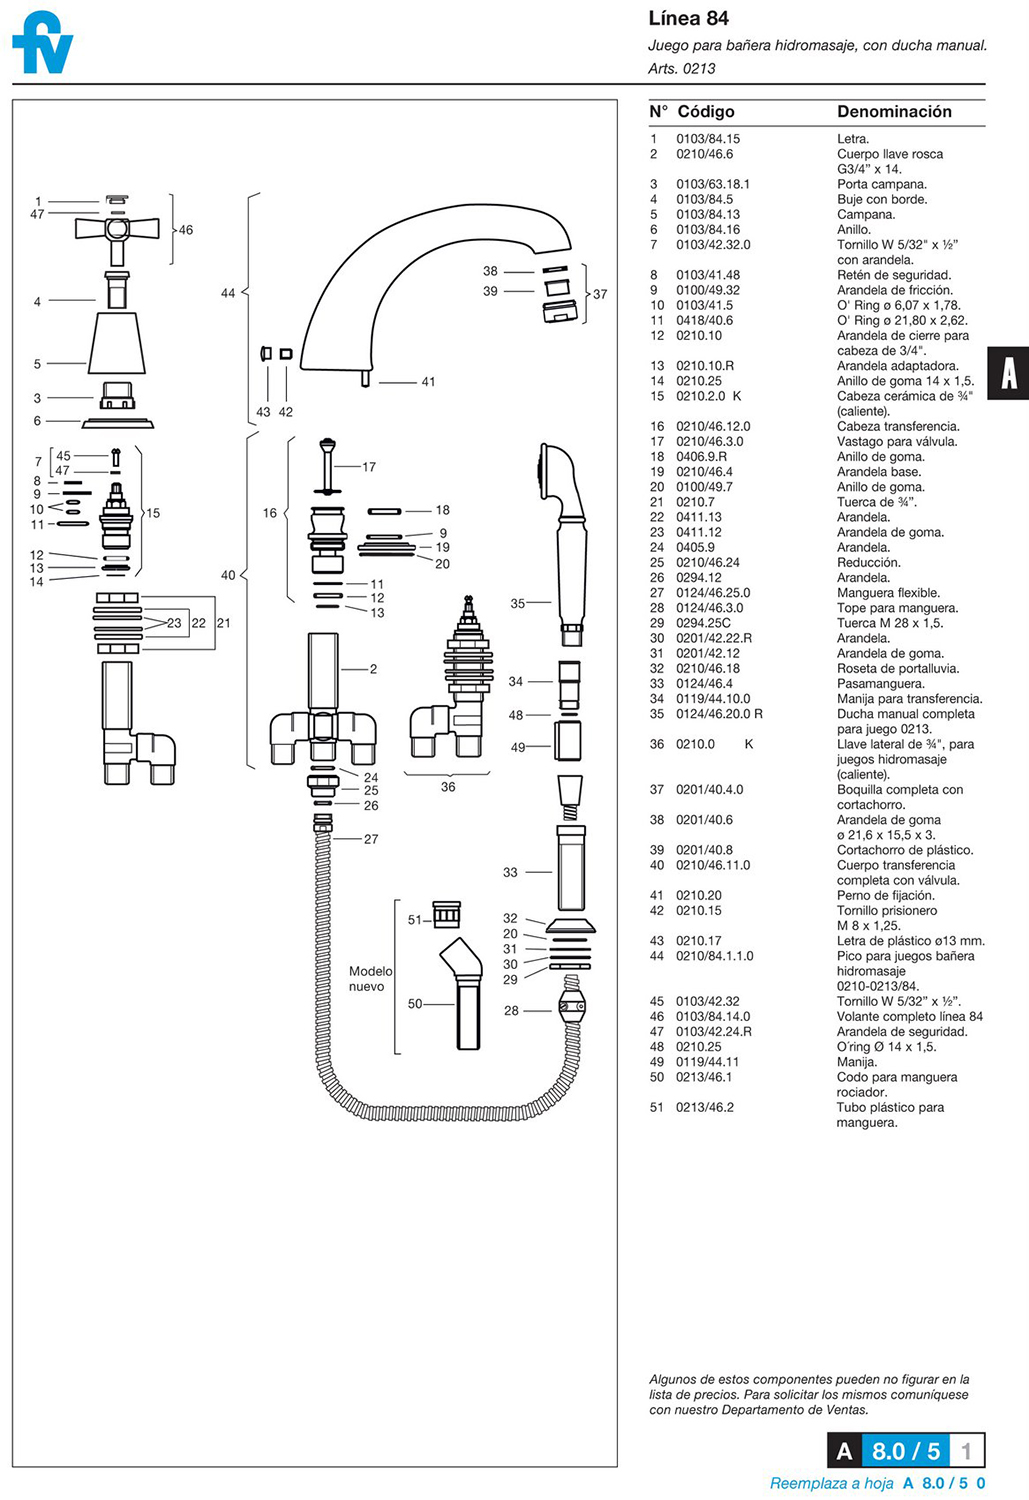 fv
Línea 84
Juego para bañera hidromasaje, con ducha manual.
Arts. 0213
N° Código Denominación
1 0103/84.15 Letra.
2 0210/46.6 Cuerpo llave rosca
G3/4” x 14.
3 0103/63.18.1 Porta campana.
4 0103/84.5 Buje con borde.
5 0103/84.13 Campana.
6 0103/84.16 Anillo.
7 0103/42.32.0 Tornillo W 5/32" x ½”
con arandela.
8 0103/41.48 Retén de seguridad.
9 0100/49.32 Arandela de fricción.
10 0103/41.5 O' Ring ø 6,07 x 1,78.
11 0418/40.6 O' Ring ø 21,80 x 2,62.
12 0210.10 Arandela de cierre para
cabeza de 3/4".
13 0210.10.R Arandela adaptadora.
14 0210.25 Anillo de goma 14 x 1,5.
15 0210.2.0 K Cabeza cerámica de ¾"
(caliente).
16 0210/46.12.0 Cabeza transferencia.
17 0210/46.3.0 Vastago para válvula.
18 0406.9.R Anillo de goma.
19 0210/46.4 Arandela base.
20 0100/49.7 Anillo de goma.
21 0210.7 Tuerca de ¾”.
22 0411.13 Arandela.
23 0411.12 Arandela de goma.
24 0405.9 Arandela.
25 0210/46.24 Reducción.
26 0294.12 Arandela.
27 0124/46.25.0 Manguera flexible.
28 0124/46.3.0 Tope para manguera.
29 0294.25C Tuerca M 28 x 1,5.
30 0201/42.22.R Arandela.
31 0201/42.12 Arandela de goma.
32 0210/46.18 Roseta de portalluvia.
33 0124/46.4 Pasamanguera.
34 0119/44.10.0 Manija para transferencia.
35 0124/46.20.0 R Ducha manual completa
para juego 0213.
36 0210.0 K Llave lateral de ¾", para
juegos hidromasaje
(caliente).
37 0201/40.4.0 Boquilla completa con
cortachorro.
38 0201/40.6 Arandela de goma
ø 21,6 x 15,5 x 3.
39 0201/40.8 Cortachorro de plástico.
40 0210/46.11.0 Cuerpo transferencia
completa con válvula.
41 0210.20 Perno de fijación.
42 0210.15 Tornillo prisionero
M 8 x 1,25.
43 0210.17 Letra de plástico ø13 mm.
44 0210/84.1.1.0 Pico para juegos bañera
hidromasaje
0210-0213/84.
45 0103/42.32 Tornillo W 5/32” x ½”.
46 0103/84.14.0 Volante completo línea 84
47 0103/42.24.R Arandela de seguridad.
48 0210.25 O´ring Ø 14 x 1,5.
49 0119/44.11 Manija.
50 0213/46.1 Codo para manguera
rociador.
51 0213/46.2 Tubo plástico para
manguera.
1
47
46
4
5
3
6
7
45
47
8
9
10
11
15
12
13
14
23 22 21
44
38
39
37
43 42
41
17
16
18
9
19
20
40
11
12
13
2
24
25
26
27
36
35
34
48
49
33
32
20
31
30
29
28
51
Modelo
nuevo
50
A
Algunos de estos componentes pueden no figurar en la
lista de precios. Para solicitar los mismos comuníquese
con nuestro Departamento de Ventas.
A 8.0 / 5 1
Reemplaza a hoja A 8.0 / 5 0